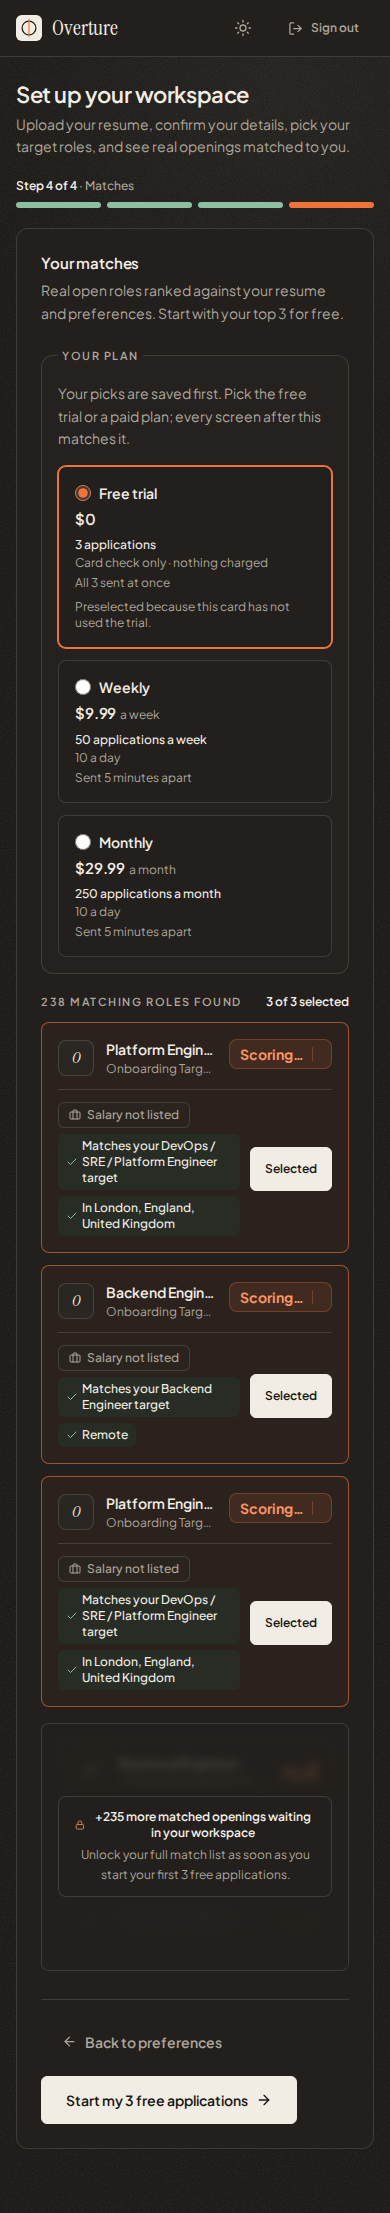 Overture
Sign out
Set up your workspace
Upload your resume, confirm your details, pick your
target roles, and see real openings matched to you.
Step 4 of 4 · Matches
Your matches
Real open roles ranked against your resume
and preferences. Start with your top 3 for free.
YOUR PLAN
Your picks are saved first. Pick the free
trial or a paid plan; every screen after this
matches it.
Free trial
$0
3 applications
Card check only · nothing charged
All 3 sent at once
Preselected because this card has not
used the trial.
Weekly
$9.99 a week
50 applications a week
10 a day
Sent 5 minutes apart
Monthly
$29.99 a month
250 applications a month
10 a day
Sent 5 minutes apart
238 MATCHING ROLES FOUND 3 of 3 selected
O Platform Engin... Scoring...
Onboarding Targ...
Salary not listed
Matches your DevOps /
SRE / Platform Engineer
target
Selected
In London, England,
United Kingdom
O Backend Engin... Scoring...
Onboarding Targ...
Salary not listed
Matches your Backend
Engineer target
Selected
Remote
O Platform Engin... Scoring...
Onboarding Targ...
Salary not listed
Matches your DevOps /
SRE / Platform Engineer
target
Selected
In London, England,
United Kingdom
+235 more matched openings waiting
in your workspace
Unlock your full match list as soon as you
start your first 3 free applications.
Back to preferences
Start my 3 free applications